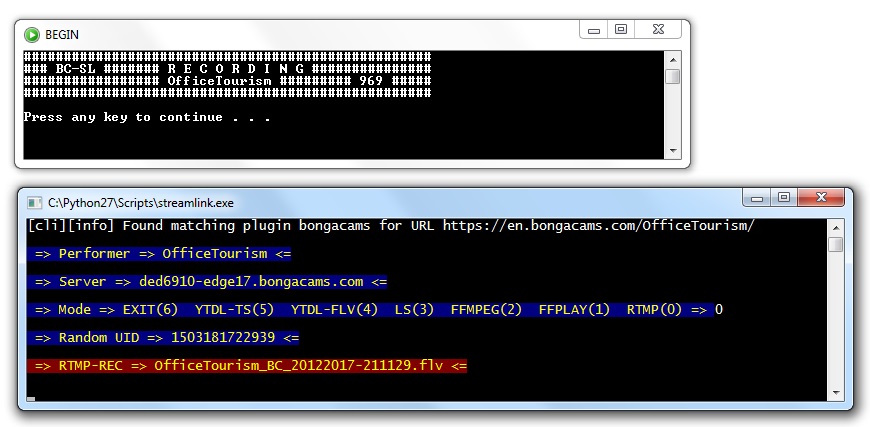 BEGIN
##################################################
### BC-SL ####### R E C O R D I N G ###############
################# OfficeTourism ######### 969 #####
##################################################
Press any key to continue . . .
C:\Python27\Scripts\streamlink.exe
[cli][info] Found matching plugin bongacams for URL https://en.bongacams.com/OfficeTourism/
=> Performer => OfficeTourism <=
=> Server => ded6910-edge17.bongacams.com <=
=> Mode => EXIT(6)  YTDL-TS(5)  YTDL-FLV(4)  LS(3)  FFMPEG(2)  FFPLAY(1)  RTMP(0) => 0
=> Random UID => 1503181722939 <=
=> RTMP-REC => OfficeTourism_BC_20122017-211129.flv <=